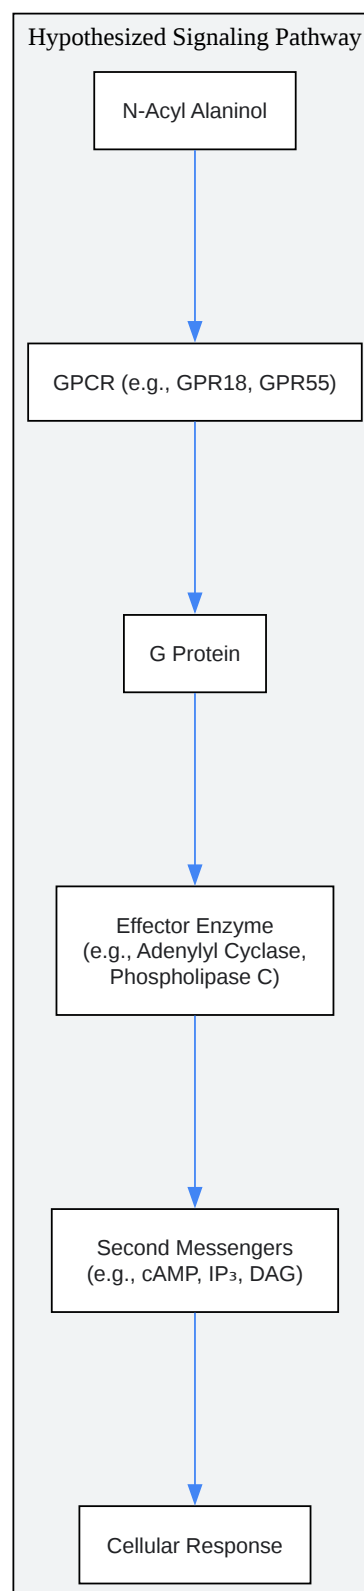 Hypothesized Signaling Pathway
N-Acyl Alaninol
GPCR (e.g., GPR18, GPR55)
G Protein
Effector Enzyme
(e.g., Adenylyl Cyclase,
Phospholipase C)
Second Messengers
(e.g., cAMP, IP₃, DAG)
Cellular Response